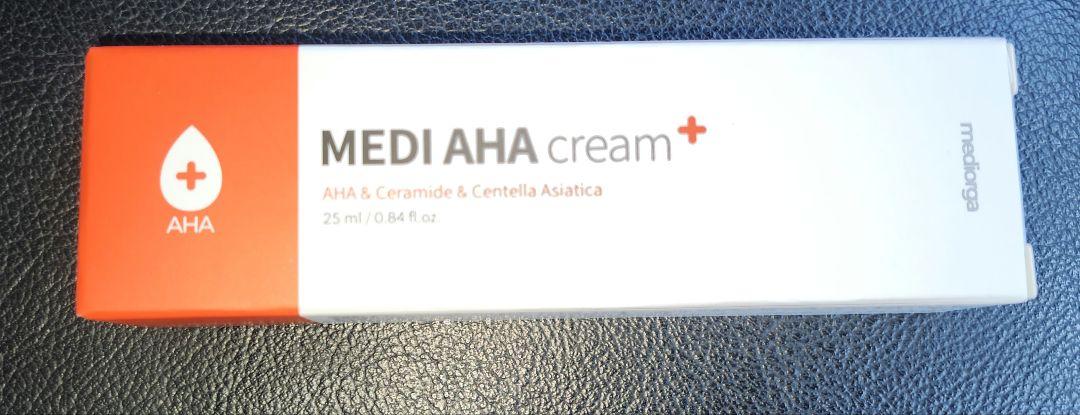 AHA
MEDI AHA cream+
AHA & Ceramide & Centella Asiatica
25 ml / 0.84 fl.oz.
mediorga